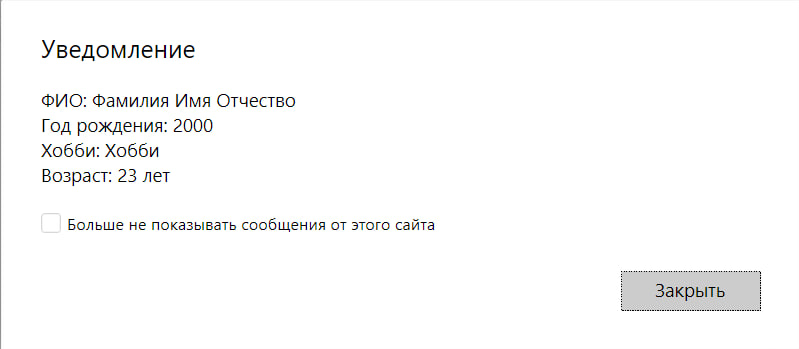 Уведомление
ФИО: Фамилия Имя Отчество
Год рождения: 2000
Хобби: Хобби
Возраст: 23 лет
Больше не показывать сообщения от этого сайта
Закрыть